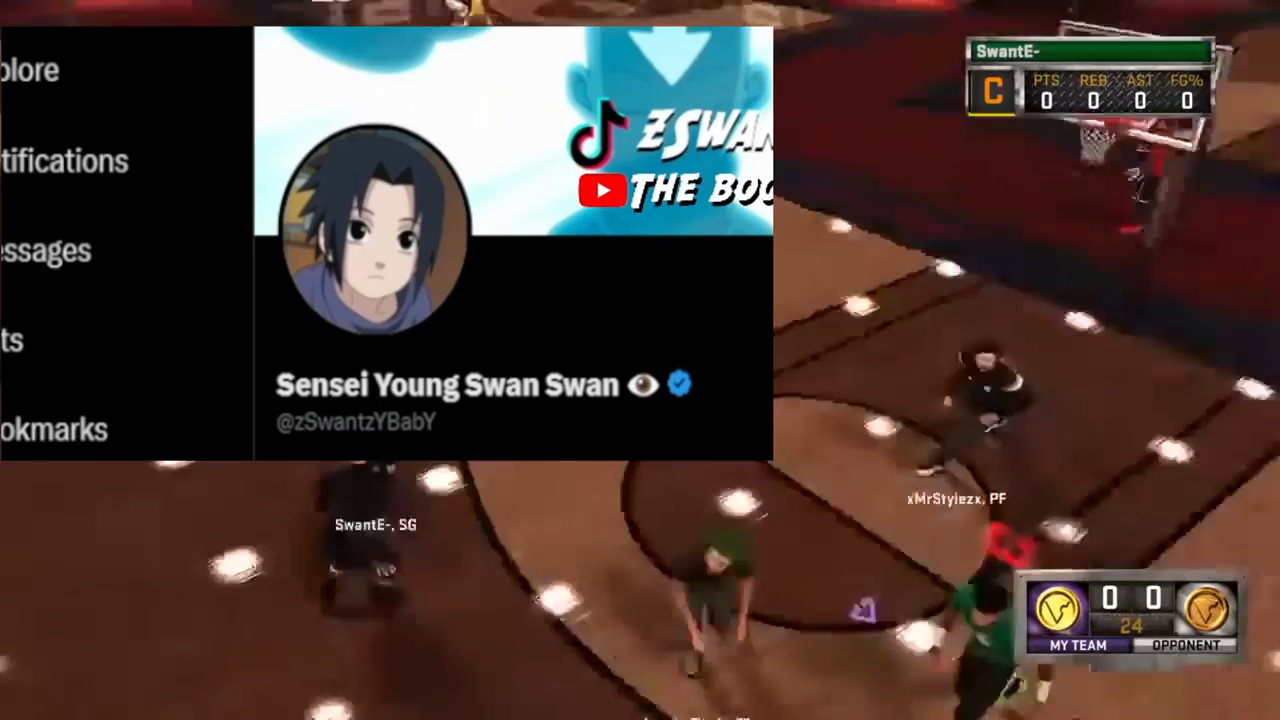 plore
tifications
essages
ts
okmarks
ZSWAN
THE BOO
Sensei Young Swan Swan
@zSwantzYBabY
SwantE-
C
PTS REB AST FG%
0 0 0 0
xMrStylezx, PF
SwantE-, SG
0 0
24
MY TEAM OPPONENT